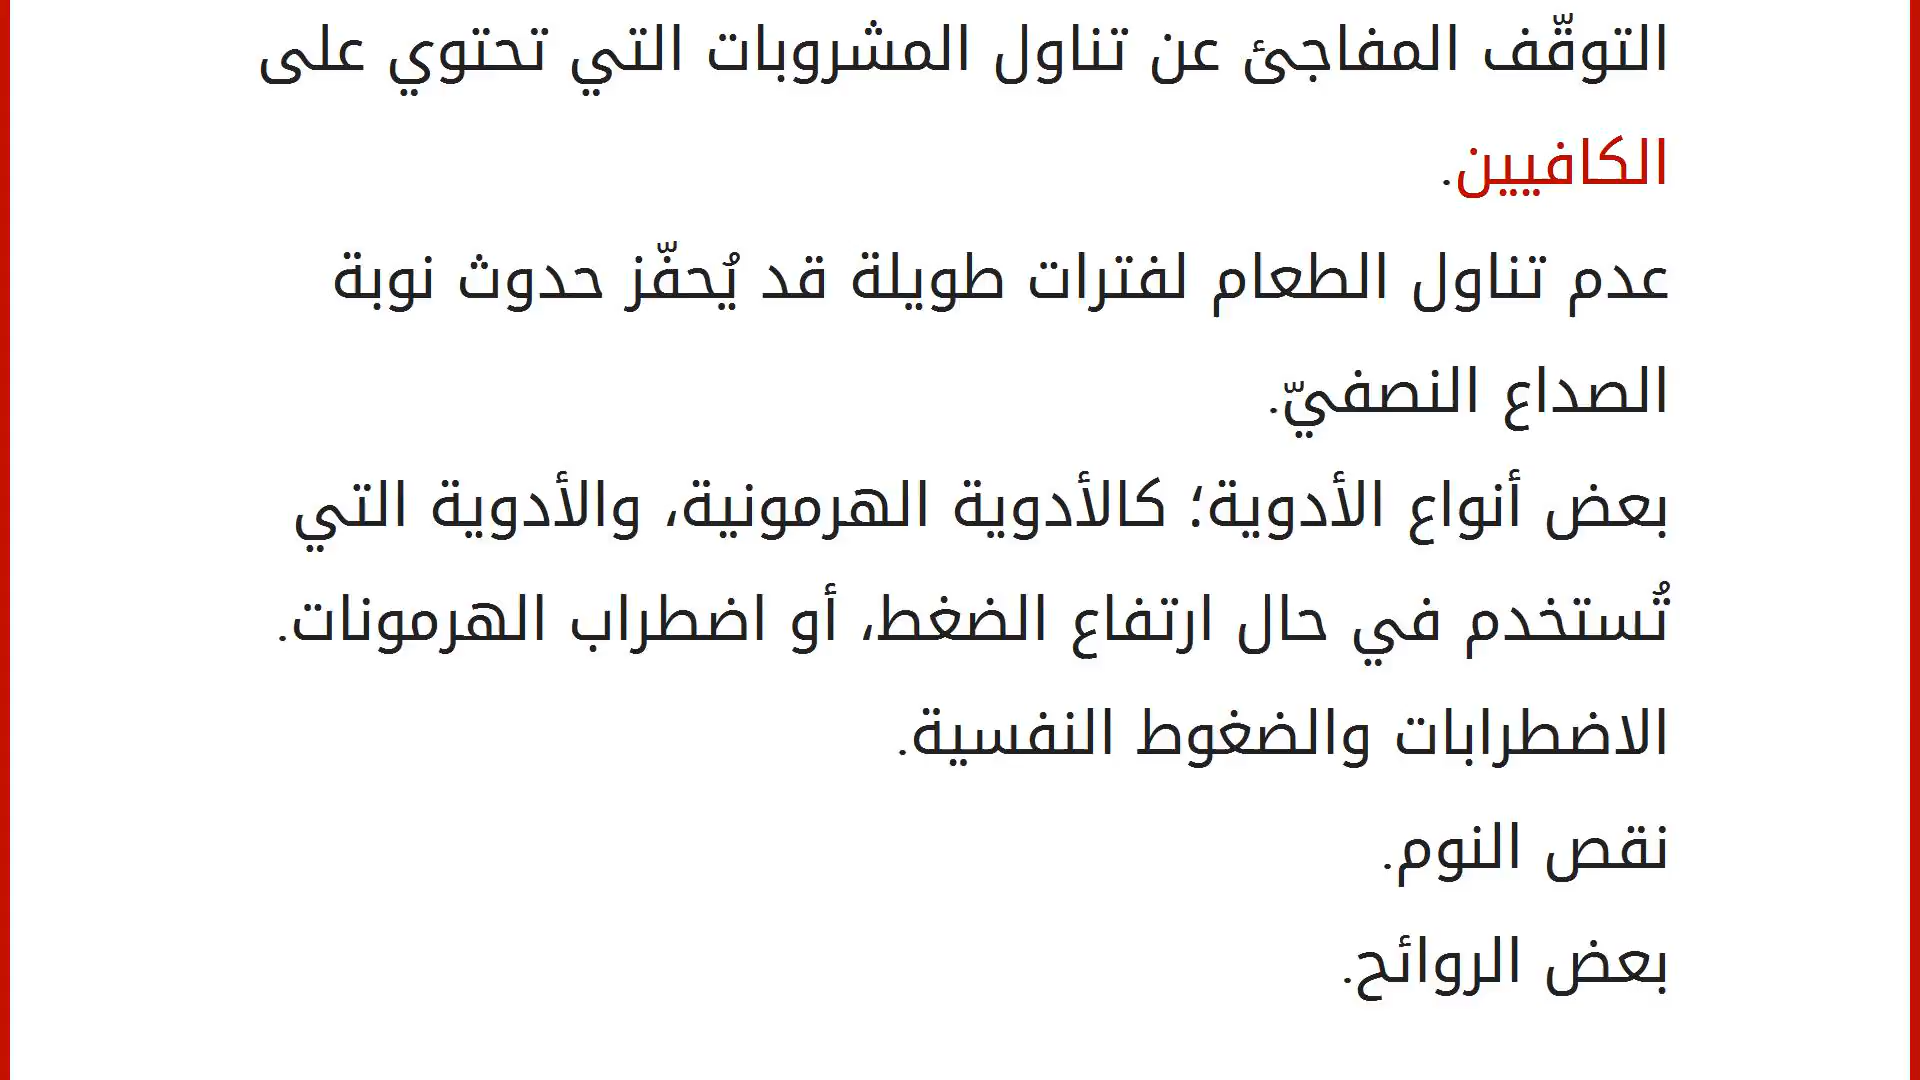 التوقّف المفاجئ عن تناول المشروبات التي تحتوي على
الكافيين.
عدم تناول الطعام لفترات طويلة قد يُحفّز حدوث نوبة
الصداع النصفيّ.
بعض أنواع الأدوية؛ كالأدوية الهرمونية، والأدوية التي
تُستخدم في حال ارتفاع الضغط، أو اضطراب الهرمونات.
الاضطرابات والضغوط النفسية.
نقص النوم.
بعض الروائح.